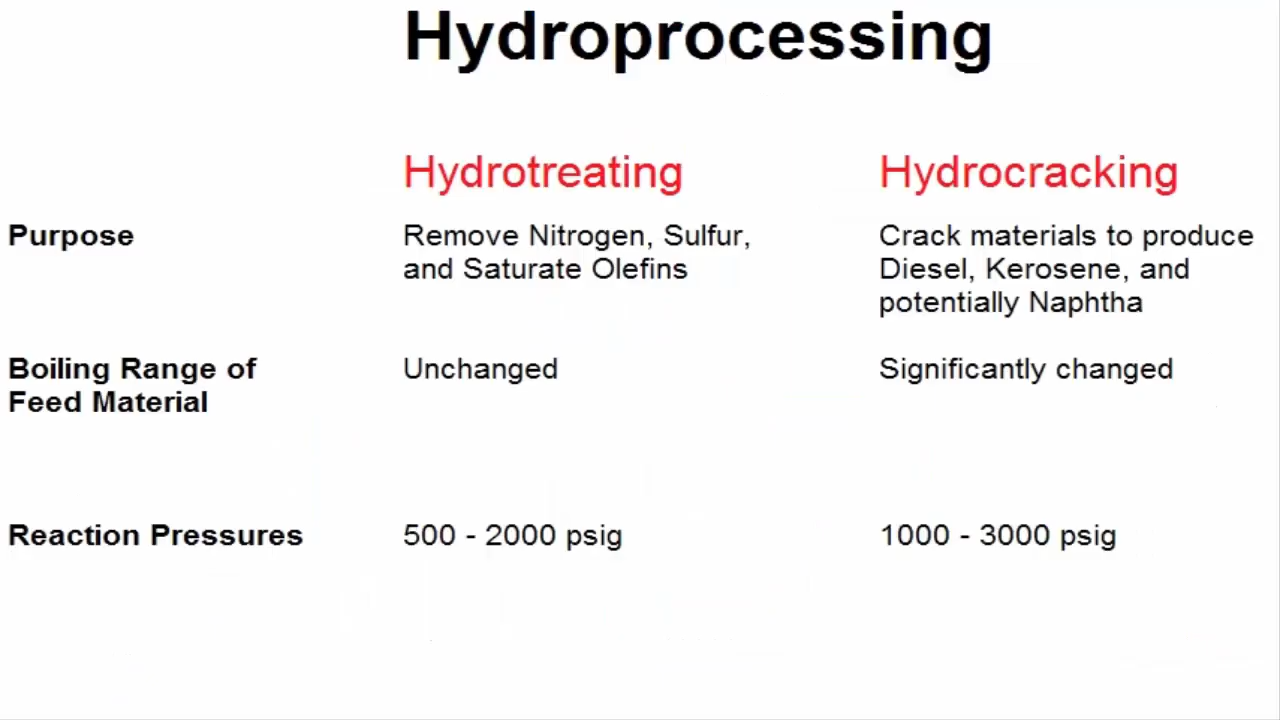 Hydroprocessing
Hydrotreating
Hydrocracking
Purpose
Remove Nitrogen, Sulfur,
and Saturate Olefins
Crack materials to produce
Diesel, Kerosene, and
potentially Naphtha
Boiling Range of
Feed Material
Unchanged
Significantly changed
Reaction Pressures
500 - 2000 psig
1000 - 3000 psig